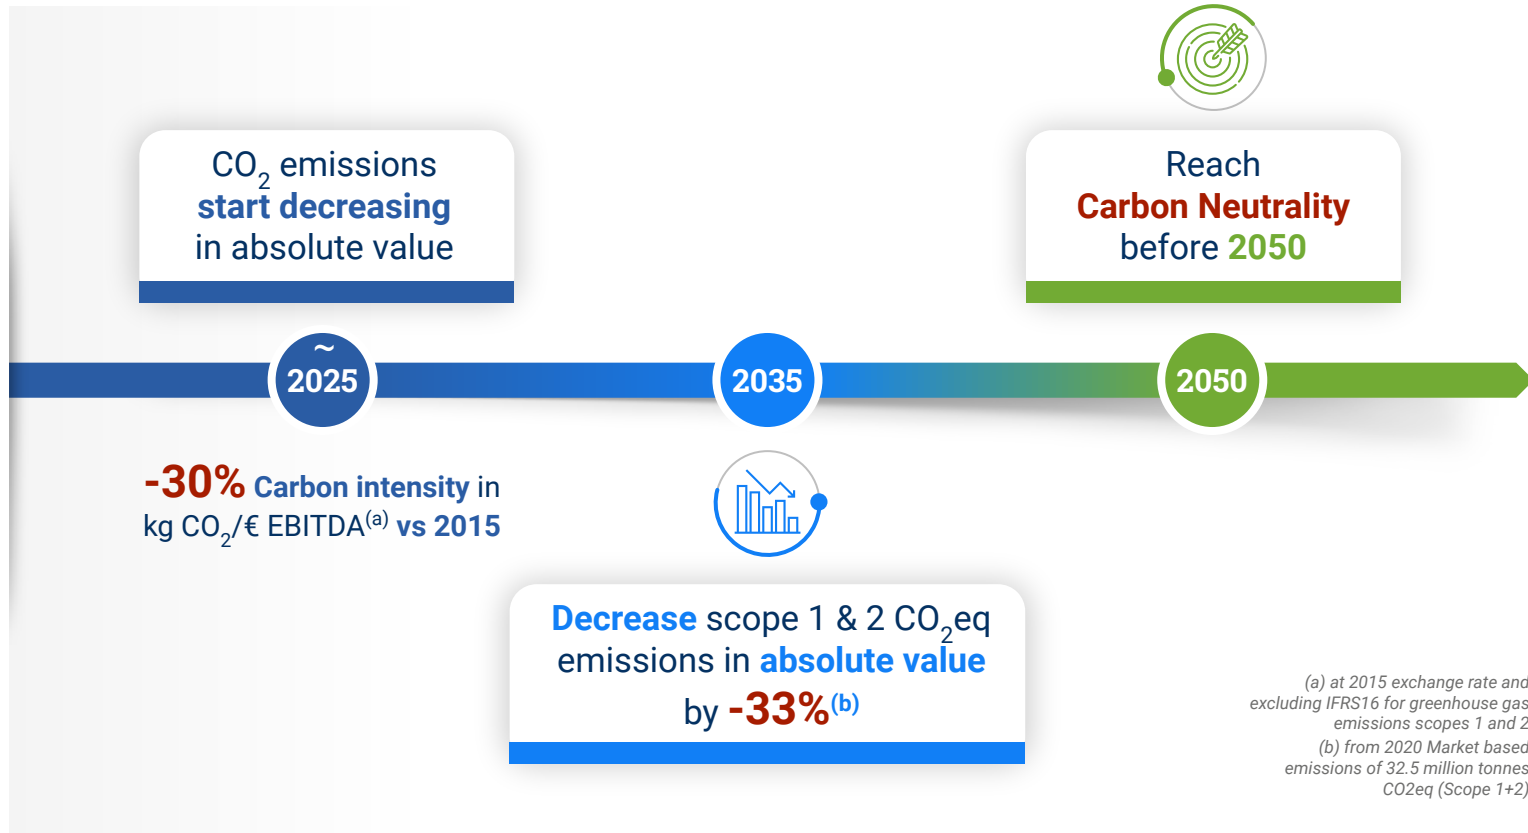 CO₂ emissions
start decreasing
in absolute value
Reach
Carbon Neutrality
before 2050
~
2025
2035
2050
-30% Carbon intensity in
kg CO₂/€ EBITDA(a) vs 2015
Decrease scope 1 & 2 CO₂eq
emissions in absolute value
by -33%(b)
(a) at 2015 exchange rate and
excluding IFRS16 for greenhouse gas
emissions scopes 1 and 2
(b) from 2020 Market based
emissions of 32.5 million tonnes
CO2eq (Scope 1+2)